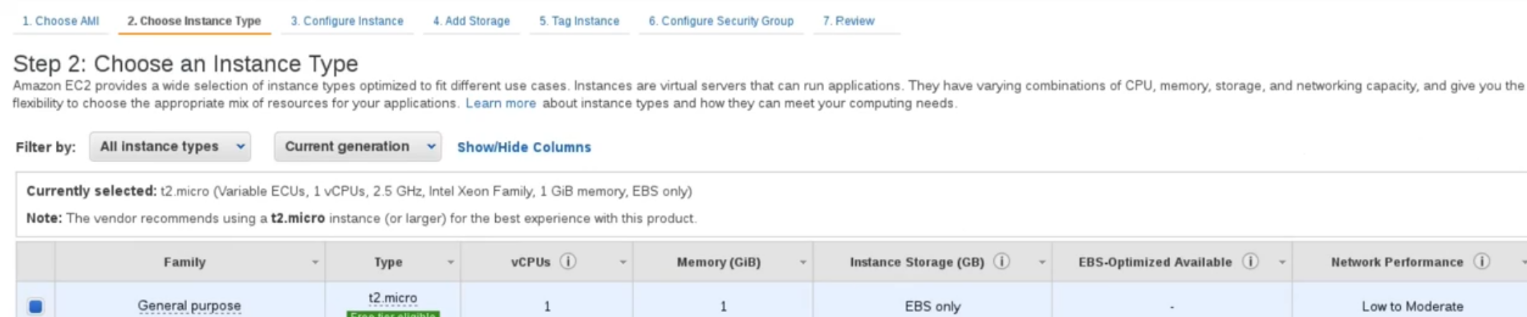 1. Choose AMI 2. Choose Instance Type 3. Configure Instance 4. Add Storage 5. Tag Instance 6. Configure Security Group 7. Review
Step 2: Choose an Instance Type
Amazon EC2 provides a wide selection of instance types optimized to fit different use cases. Instances are virtual servers that can run applications. They have varying combinations of CPU, memory, storage, and networking capacity, and give you the
flexibility to choose the appropriate mix of resources for your applications. Learn more about instance types and how they can meet your computing needs.
Filter by: All instance types Current generation Show/Hide Columns
Currently selected: t2.micro (Variable ECUs, 1 vCPUs, 2.5 GHz, Intel Xeon Family, 1 GiB memory, EBS only)
Note: The vendor recommends using a t2.micro instance (or larger) for the best experience with this product.
Family Type vCPUs Memory (GiB) Instance Storage (GB) EBS-Optimized Available Network Performance
General purpose t2.micro 1 1 EBS only - Low to Moderate
Free tier eligible